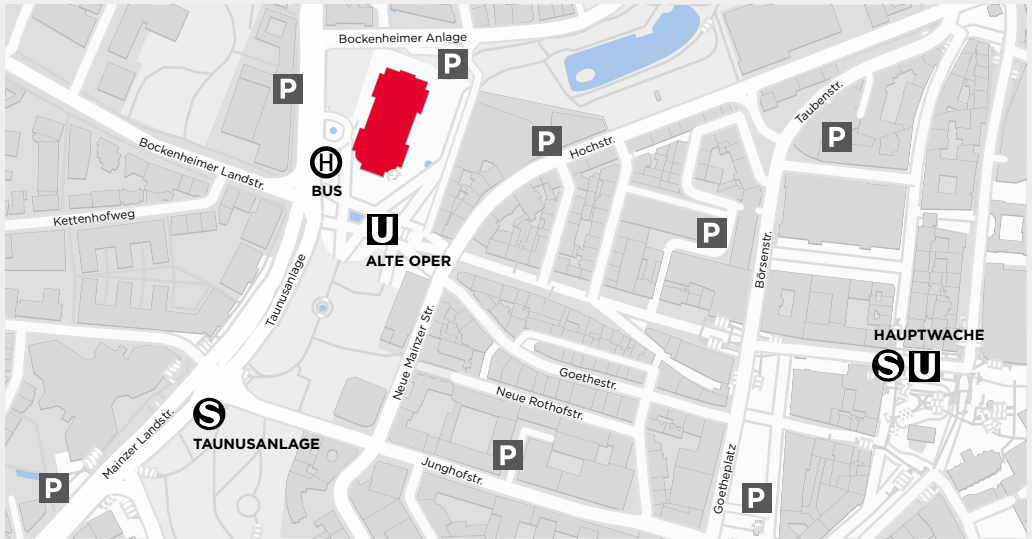 Bockenheimer Anlage
P
P
Taubenstr.
P
P
Hochstr.
Bockenheimer Landstr.
H
BUS
Kettenhofweg
U
ALTE OPER
P
Börsenstr.
Taunusanlage
Neue Mainzer Str.
HAUPTWACHE
S U
Goethestr.
Neue Rothofstr.
S
TAUNUSANLAGE
Mainzer Landstr.
P
Junghofstr.
Goetheplatz
P
P